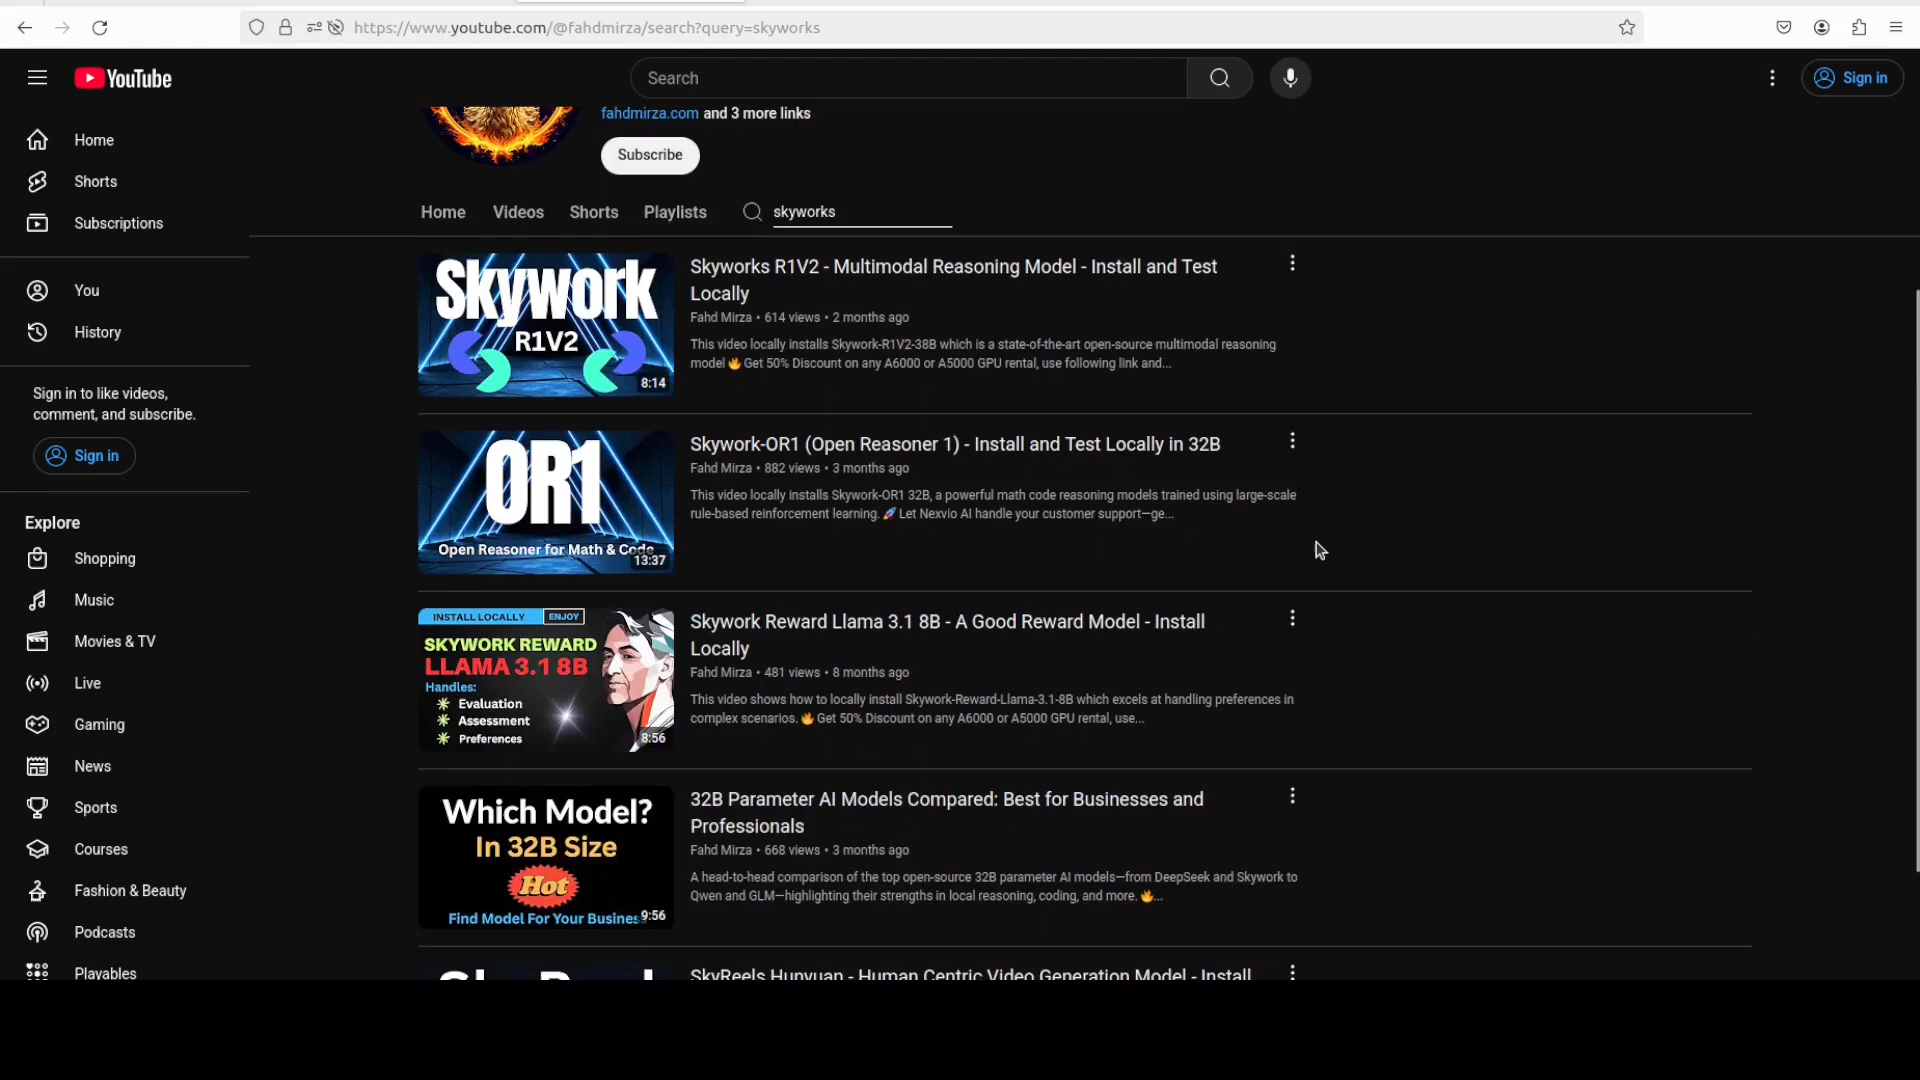 https://www.youtube.com/@fahdmirza/search?query=skyworks
YouTube
Search
Sign in
Home
Shorts
Subscriptions
You
History
Sign in to like videos,
comment, and subscribe.
Sign in
Explore
Shopping
Music
Movies & TV
Live
Gaming
News
Sports
Courses
Fashion & Beauty
Podcasts
Playables
fahdmirza.com and 3 more links
Subscribe
Home Videos Shorts Playlists skyworks
Skywork
R1V2
8:14
Skyworks R1V2 - Multimodal Reasoning Model - Install and Test
Locally
Fahd Mirza • 614 views • 2 months ago
This video locally installs Skywork-R1V2-38B which is a state-of-the-art open-source multimodal reasoning
model 🔥 Get 50% Discount on any A6000 or A5000 GPU rental, use following link and...
OR1
Open Reasoner for Math & Code
13:37
Skywork-OR1 (Open Reasoner 1) - Install and Test Locally in 32B
Fahd Mirza • 882 views • 3 months ago
This video locally installs Skywork-OR1 32B, a powerful math code reasoning models trained using large-scale
rule-based reinforcement learning. 🚀 Let Nexvio AI handle your customer support—ge...
INSTALL LOCALLY ENJOY
SKYWORK REWARD
LLAMA 3.1 8B
Handles:
Evaluation
Assessment
Preferences
8:56
Skywork Reward Llama 3.1 8B - A Good Reward Model - Install
Locally
Fahd Mirza • 481 views • 8 months ago
This video shows how to locally install Skywork-Reward-Llama-3.1-8B which excels at handling preferences in
complex scenarios. 🔥 Get 50% Discount on any A6000 or A5000 GPU rental, use...
Which Model?
In 32B Size
Hot
Find Model For Your Busines
9:56
32B Parameter AI Models Compared: Best for Businesses and
Professionals
Fahd Mirza • 668 views • 3 months ago
A head-to-head comparison of the top open-source 32B parameter AI models—from DeepSeek and Skywork to
Qwen and GLM—highlighting their strengths in local reasoning, coding, and more. 🔥...
SkyReels Hunyuan - Human Centric Video Generation Model - Install